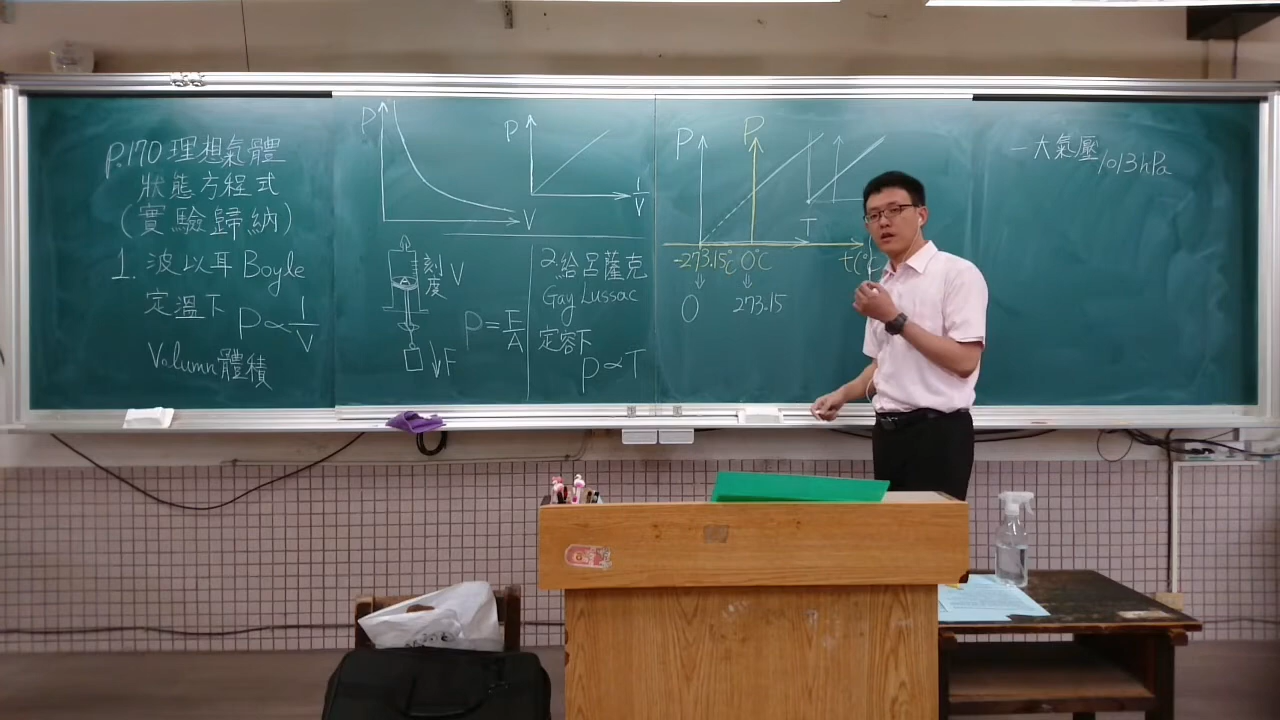 P.170 理想氣體
狀態方程式
(實驗歸納)
1. 波以耳 Boyle
定溫下 P∝1/V
Volumn 體積
P
V
P
1/V
刻度 V
P=F/A
↓F
2.給呂薩克
Gay Lussac
定容下
P∝T
P
P
T
-273.15℃ 0℃ t(℃
0 273.15
一大氣壓 1013hPa